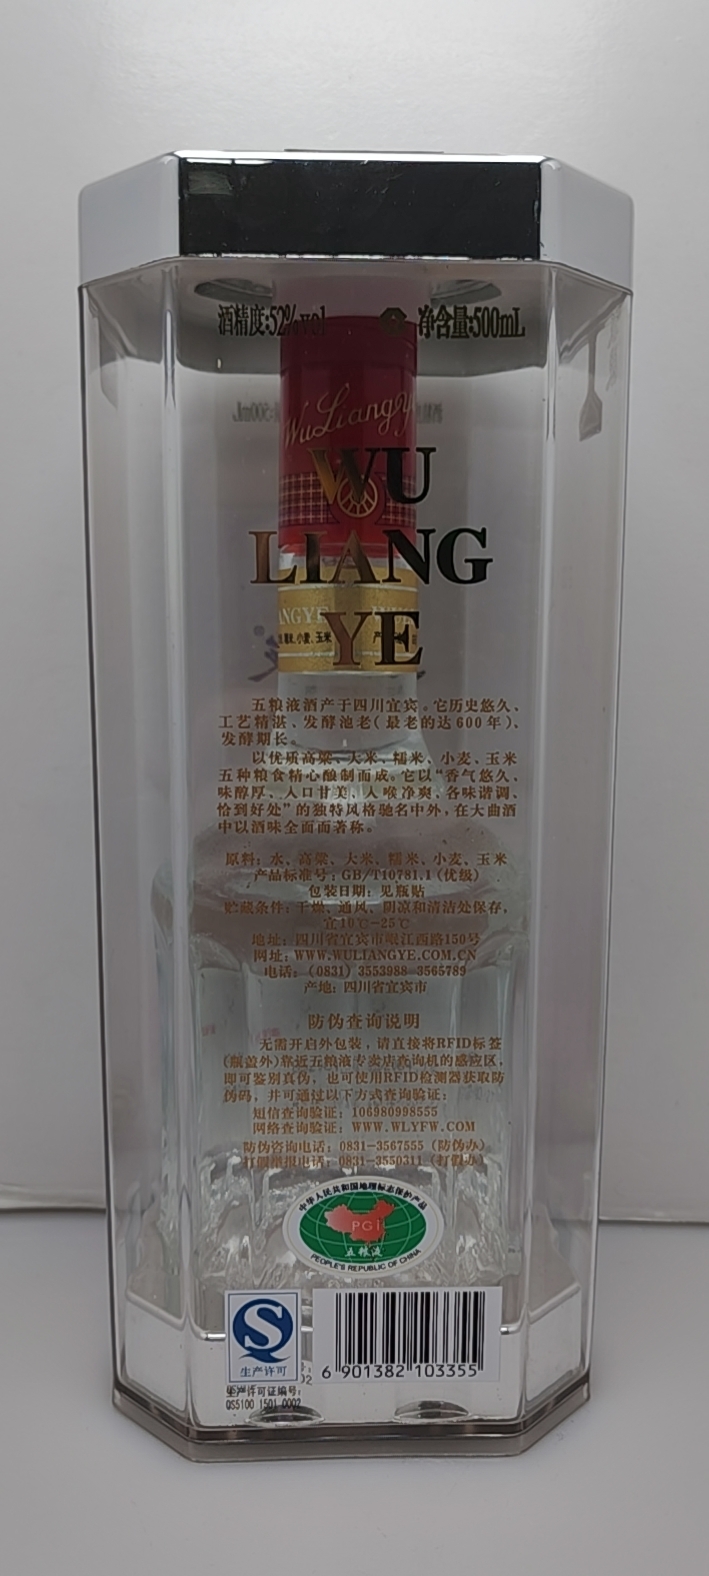 酒精度:52%vol 净含量:500mL
WuLiangye
WU
LIANG
YE
ANGYE
小麦、玉米
五粮液酒产于四川宜宾。它历史悠久、
工艺精湛、发酵池老(最老的达600年)、
发酵期长。
以优质高粱、大米、糯米、小麦、玉米
五种粮食精心酿制而成。它以“香气悠久、
味醇厚、入口甘美、入喉净爽、各味谐调、
恰到好处”的独特风格驰名中外,在大曲酒
中以酒味全面而著称。
原料:水、高粱、大米、糯米、小麦、玉米
产品标准号:GB/T10781.1(优级)
包装日期:见瓶贴
贮藏条件:干燥、通风、阴凉和清洁处保存,
宜10℃-25℃
地址:四川省宜宾市岷江西路150号
网址:WWW.WULIANGYE.COM.CN
电话:(0831)3553988 3565789
产地:四川省宜宾市
防伪查询说明
无需开启外包装,请直接将RFID标签
(瓶盖外)靠近五粮液专卖店查询机的感应区,
即可鉴别真伪,也可使用RFID检测器获取防
伪码,并可通过以下方式查询验证:
短信查询验证:106980998555
网络查询验证:WWW.WLYFW.COM
防伪咨询电话:0831-3567555(防伪办)
打假举报电话:0831-3550311(打假办)
中华人民共和国地理标志保护产品
PGI
五粮液
PEOPLE'S REPUBLIC OF CHINA
生产许可
6 901382 103355
生产许可证编号:
QS5100 1501 0002